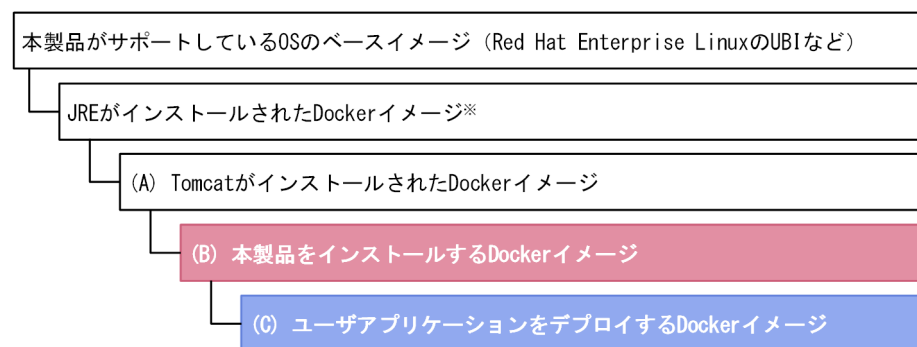 本製品がサポートしているOSのベースイメージ（Red Hat Enterprise LinuxのUBIなど）
JREがインストールされたDockerイメージ※
(A) TomcatがインストールされたDockerイメージ
(B) 本製品をインストールするDockerイメージ
(C) ユーザアプリケーションをデプロイするDockerイメージ